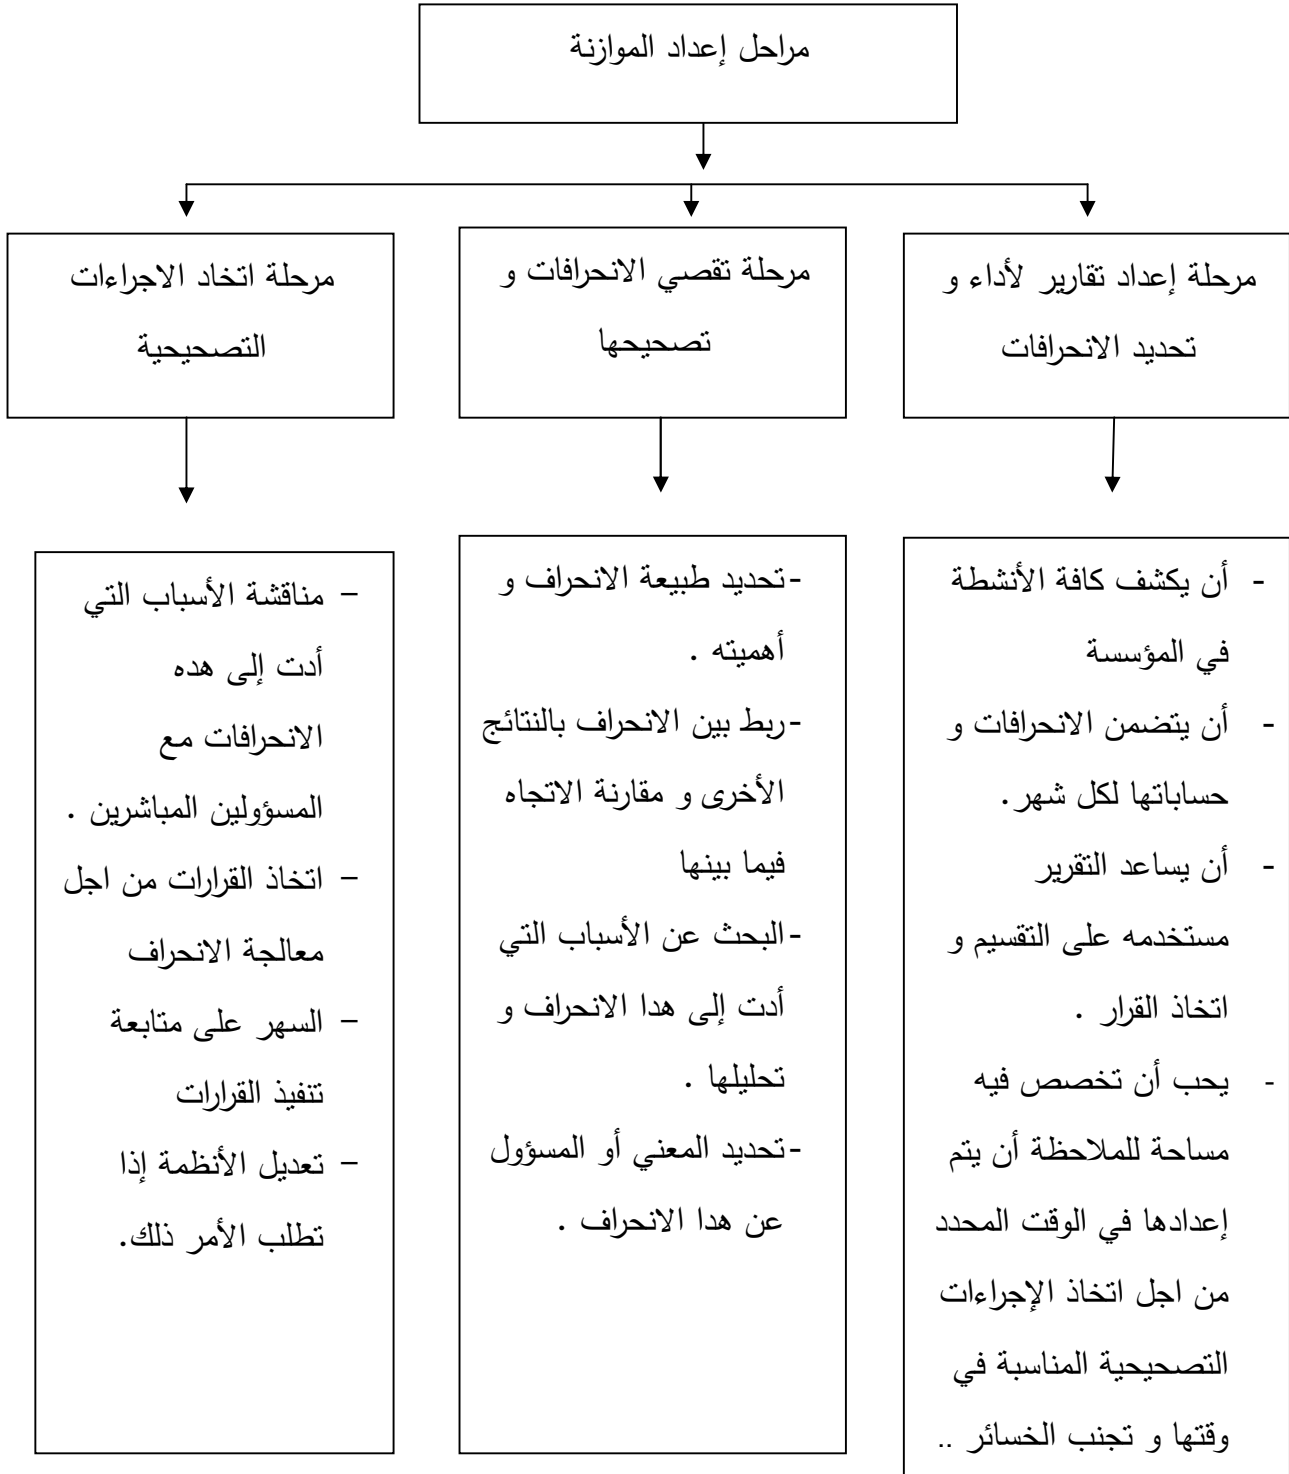 مراحل إعداد الموازنة
مرحلة إعداد تقارير لأداء و
تحديد الانحرافات
مرحلة تقصي الانحرافات و
تصحيحها
مرحلة اتخاد الاجراءات
التصحيحية
- أن يكشف كافة الأنشطة
في المؤسسة
- أن يتضمن الانحرافات و
حساباتها لكل شهر.
- أن يساعد التقرير
مستخدمه على التقسيم و
اتخاذ القرار .
- يحب أن تخصص فيه
مساحة للملاحظة أن يتم
إعدادها في الوقت المحدد
من اجل اتخاذ الإجراءات
التصحيحية المناسبة في
وقتها و تجنب الخسائر ..
-تحديد طبيعة الانحراف و
أهميته .
-ربط بين الانحراف بالنتائج
الأخرى و مقارنة الاتجاه
فيما بينها
-البحث عن الأسباب التي
أدت إلى هدا الانحراف و
تحليلها .
-تحديد المعني أو المسؤول
عن هدا الانحراف .
– مناقشة الأسباب التي
أدت إلى هده
الانحرافات مع
المسؤولين المباشرين .
– اتخاذ القرارات من اجل
معالجة الانحراف
– السهر على متابعة
تنفيذ القرارات
– تعديل الأنظمة إذا
تطلب الأمر ذلك.